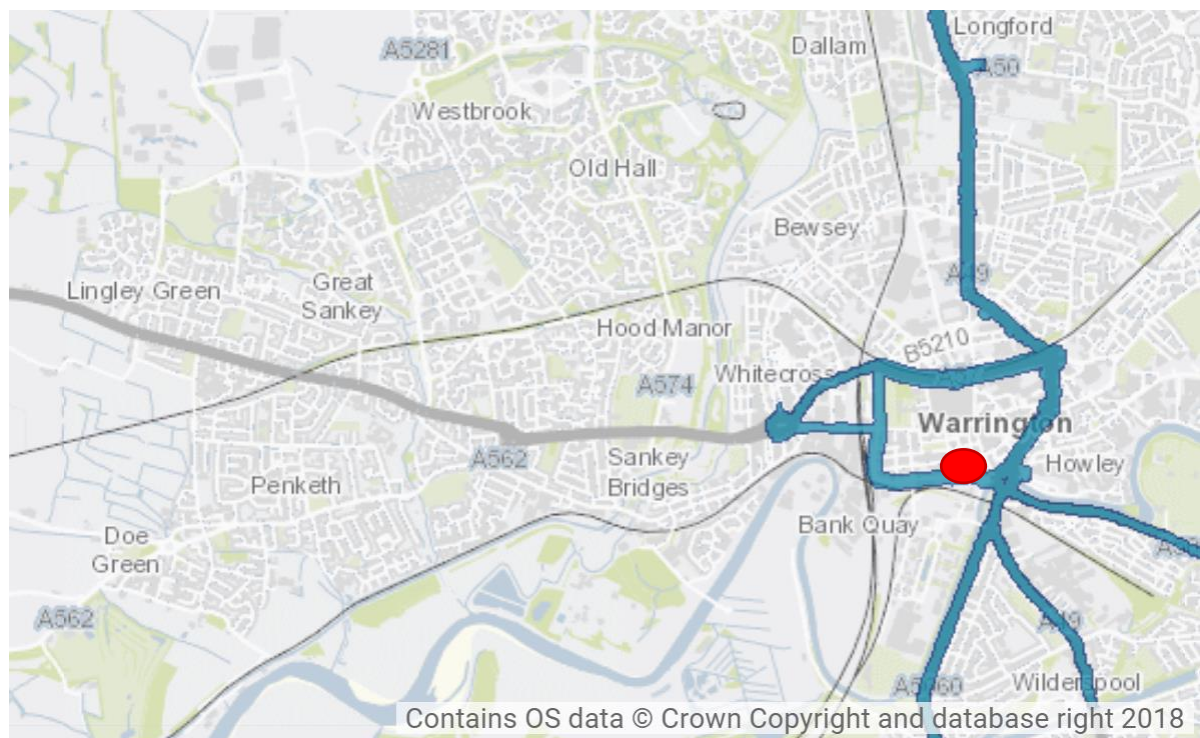 Longford
Dallam
A5281
A50
Westbrook
Old Hall
Bewsey
A49
Great
Sankey
Lingley Green
Hood Manor
B5210
Whitecross
A574
Warrington
A562
Sankey
Bridges
Howley
Penketh
Bank Quay
Doe
Green
A562
A49
A5060
Wilderspool
Contains OS data © Crown Copyright and database right 2018